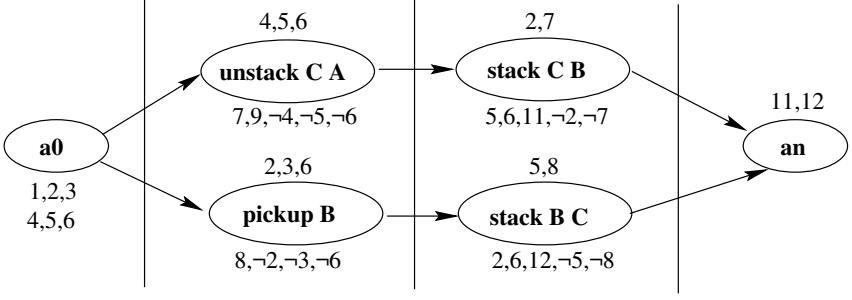 4,5,6
2,7
unstack C A
stack C B
11,12
7,9,¬4,¬5,¬6
5,6,11,¬2,¬7
a0
an
2,3,6
5,8
1,2,3
4,5,6
pickup B
stack B C
8,¬2,¬3,¬6
2,6,12,¬5,¬8